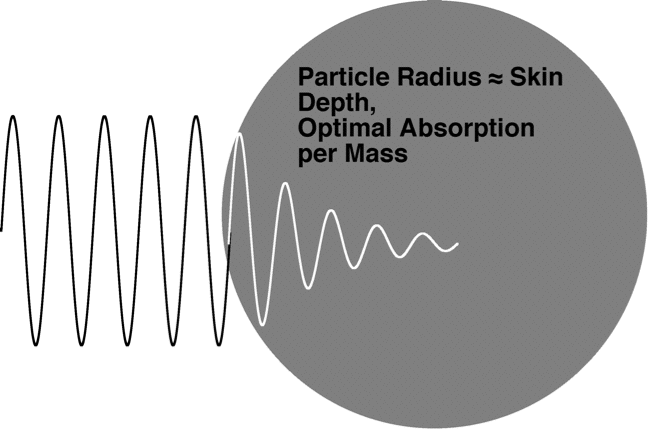 Particle Radius ≈ Skin
Depth,
Optimal Absorption
per Mass